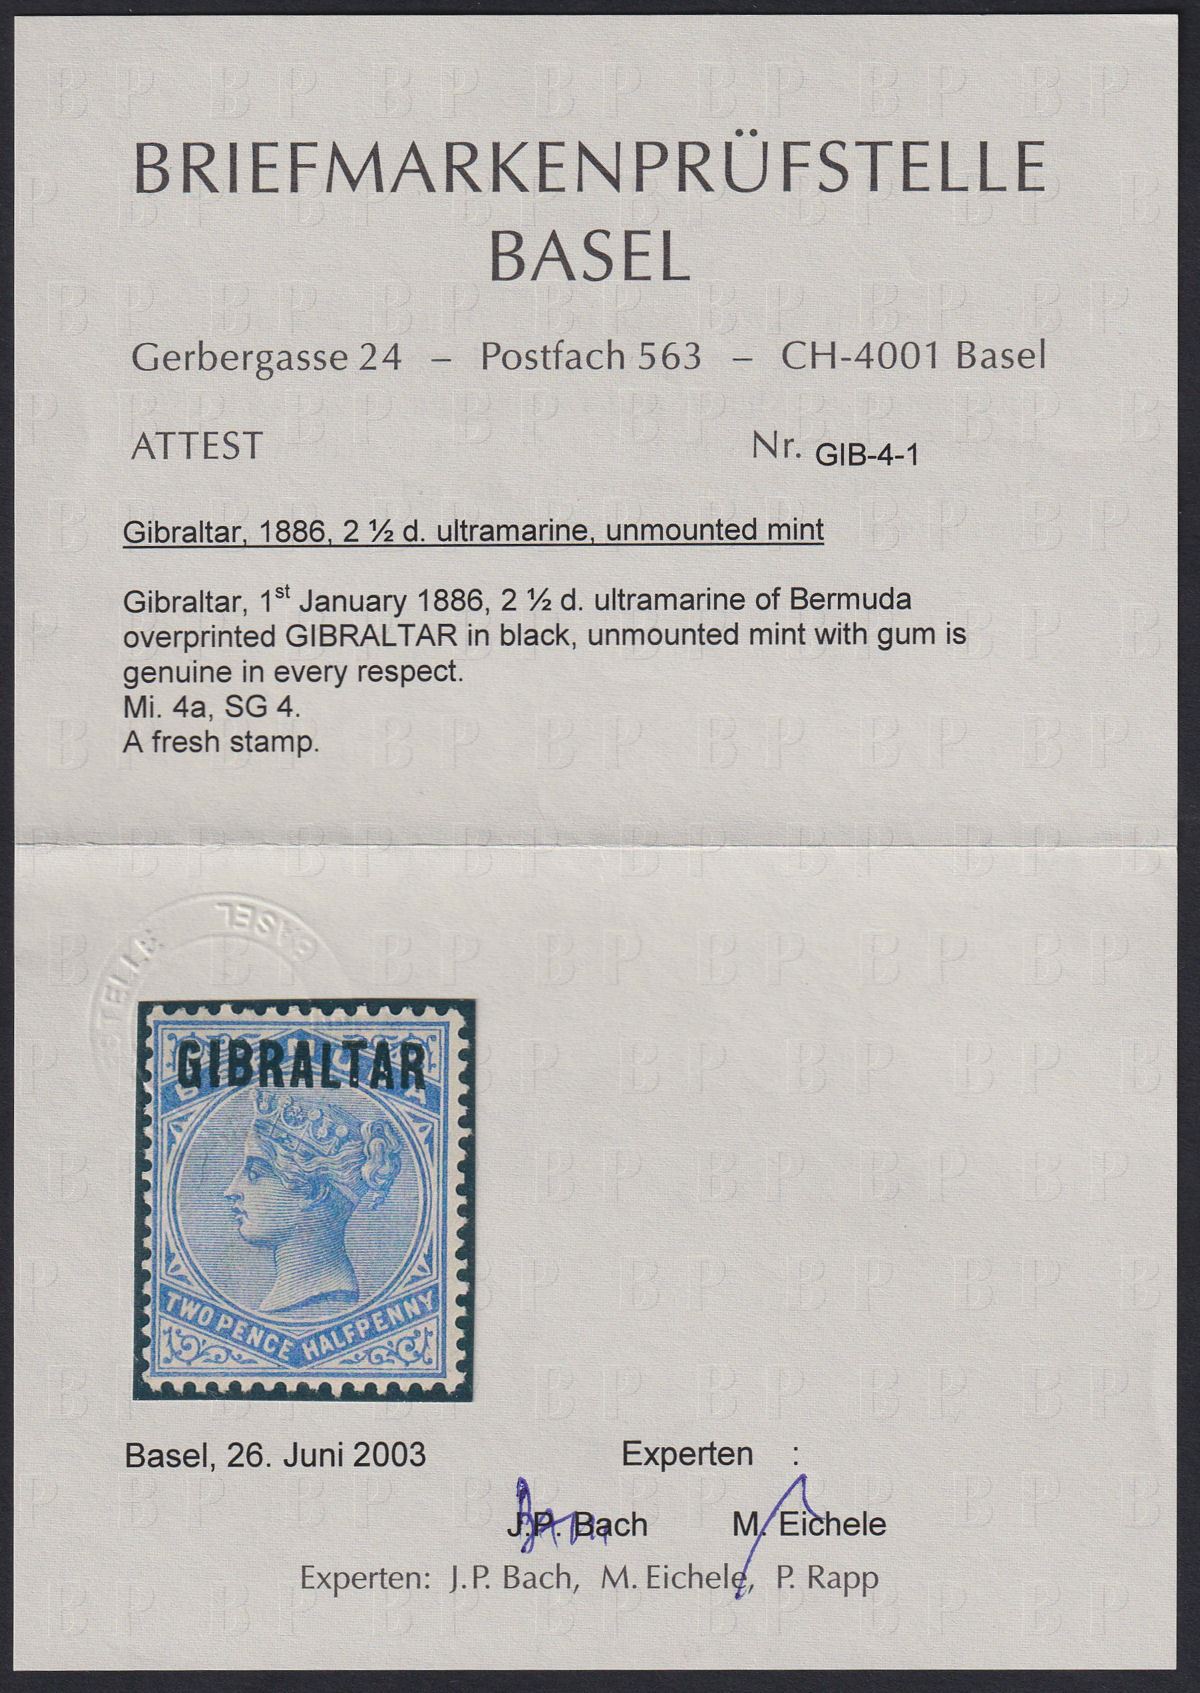 BRIEFMARKENPRÜFSTELLE
BASEL
Gerbergasse 24 – Postfach 563 – CH-4001 Basel
ATTEST Nr. GIB-4-1
Gibraltar, 1886, 2 ½ d. ultramarine, unmounted mint
Gibraltar, 1st January 1886, 2 ½ d. ultramarine of Bermuda
overprinted GIBRALTAR in black, unmounted mint with gum is
genuine in every respect.
Mi. 4a, SG 4.
A fresh stamp.
BASEL
GIBRALTAR
TWO PENCE HALFPENNY
Basel, 26. Juni 2003 Experten :
J.P. Bach M. Eichele
Experten: J.P. Bach, M. Eichele, P. Rapp